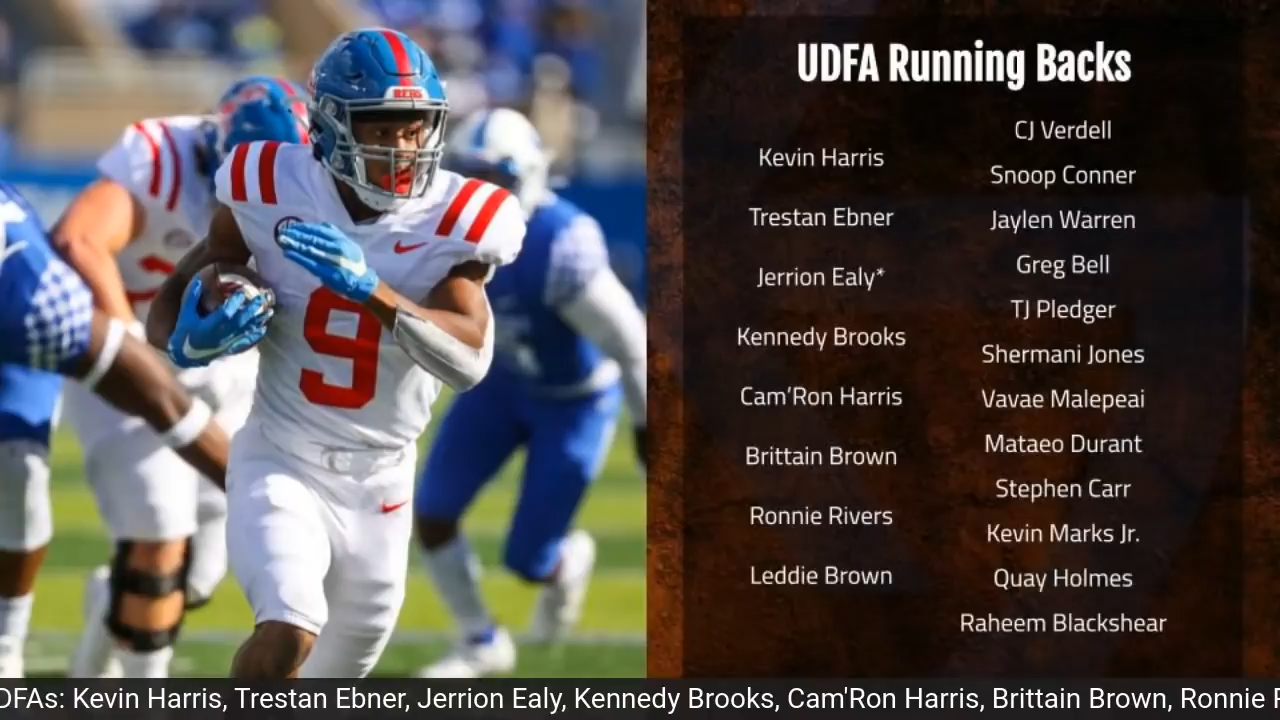 REBS
9
UDFA Running Backs
Kevin Harris
Trestan Ebner
Jerrion Ealy*
Kennedy Brooks
Cam'Ron Harris
Brittain Brown
Ronnie Rivers
Leddie Brown
CJ Verdell
Snoop Conner
Jaylen Warren
Greg Bell
TJ Pledger
Shermani Jones
Vavae Malepeai
Mataeo Durant
Stephen Carr
Kevin Marks Jr.
Quay Holmes
Raheem Blackshear
DFAs: Kevin Harris, Trestan Ebner, Jerrion Ealy, Kennedy Brooks, Cam'Ron Harris, Brittain Brown, Ronnie